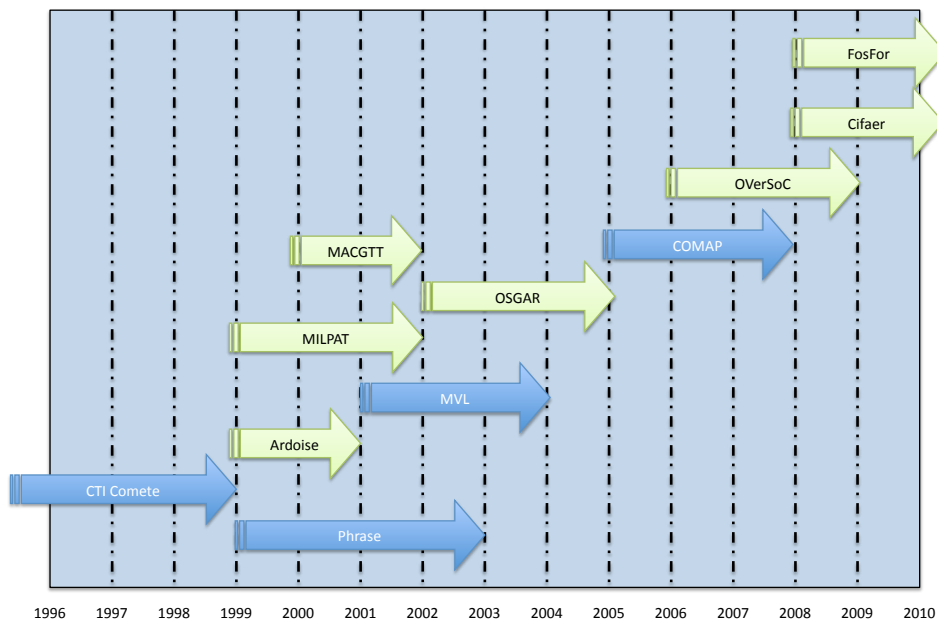 FosFor
Cifaer
OVerSoC
MACGTT
COMAP
OSGAR
MILPAT
MVL
Ardoise
CTI Comete
Phrase
1996 1997 1998 1999 2000 2001 2002 2003 2004 2005 2006 2007 2008 2009 2010